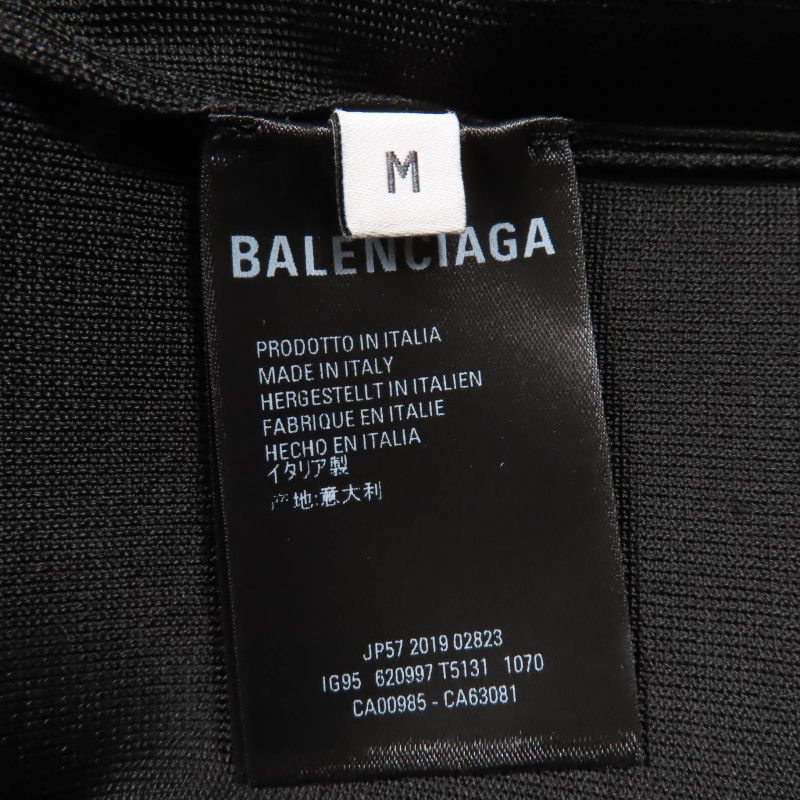 M
BALENCIAGA
PRODOTTO IN ITALIA
MADE IN ITALY
HERGESTELLT IN ITALIEN
FABRIQUE EN ITALIE
HECHO EN ITALIA
イタリア製
产地:意大利
JP57 2019 02823
IG95 620997 T5131 1070
CA00985 - CA63081